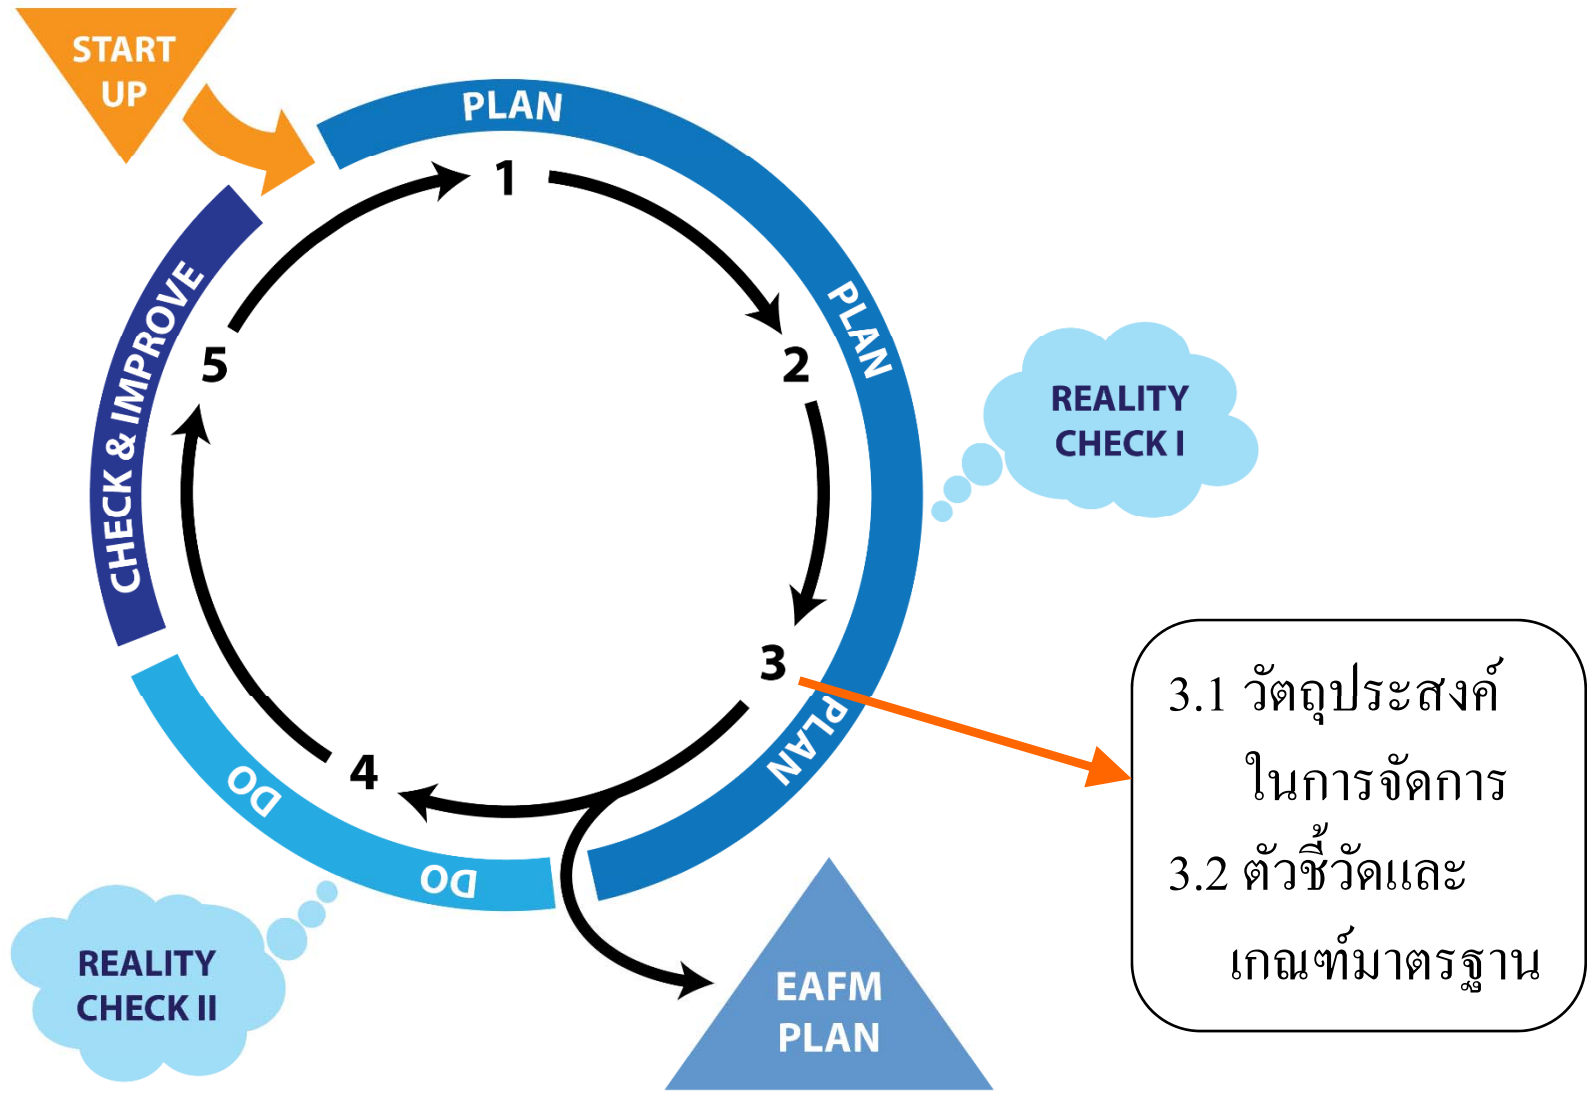 START
UP
PLAN
1
PLAN
2
REALITY
CHECK I
3
PLAN
3.1 วัตถุประสงค์
ในการจัดการ
3.2 ตัวชี้วัดและ
เกณฑ์มาตรฐาน
4
DO
DO
REALITY
CHECK II
EAFM
PLAN
5
CHECK & IMPROVE